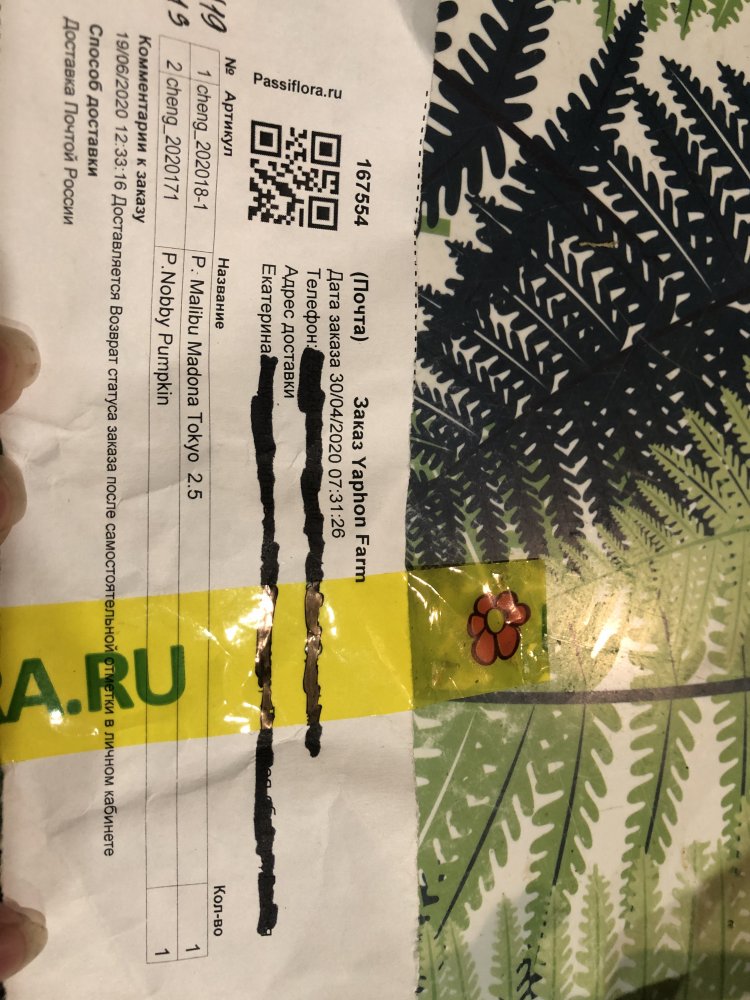 Passiflora.ru
167554 (Почта) Заказ Yaphon Farm
Дата заказа 30/04/2020 07:31:26
Телефон:
Адрес доставки
Екатерина
№ Артикул Название Кол-во
1 cheng_202018-1 P. Malibu Madona Tokyo 2.5 1
2 cheng_2020171 P.Nobby Pumpkin 1
Комментарии к заказу
19/06/2020 12:33:16 Доставляется Возврат статуса заказа после самостоятельной отметки в личном кабинете
Способ доставки
Доставка Почтой России
A.RU